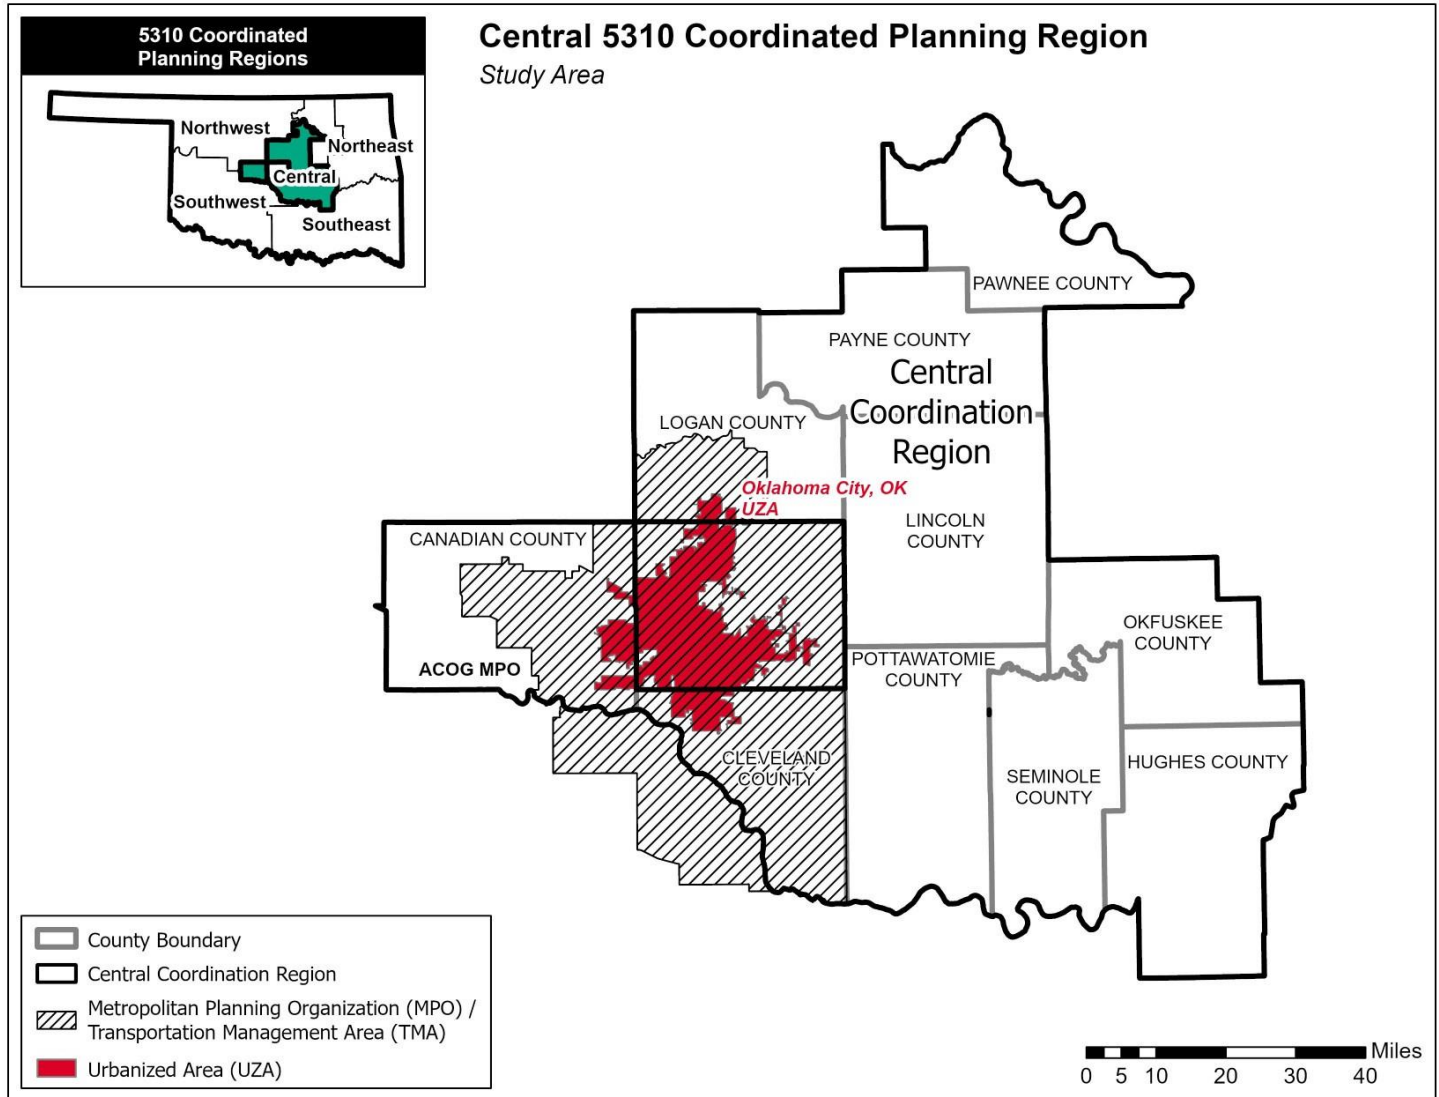 5310 Coordinated
Planning Regions
Northwest
Northeast
Central
Southwest
Southeast
Central 5310 Coordinated Planning Region
Study Area
PAWNEE COUNTY
PAYNE COUNTY
Central
Coordination
Region
LOGAN COUNTY
Oklahoma City, OK
UZA
LINCOLN
COUNTY
CANADIAN COUNTY
OKFUSKEE
COUNTY
POTTAWATOMIE
COUNTY
ACOG MPO
CLEVELAND
COUNTY
SEMINOLE
COUNTY
HUGHES COUNTY
County Boundary
Central Coordination Region
Metropolitan Planning Organization (MPO) /
Transportation Management Area (TMA)
Urbanized Area (UZA)
Miles
0 5 10 20 30 40